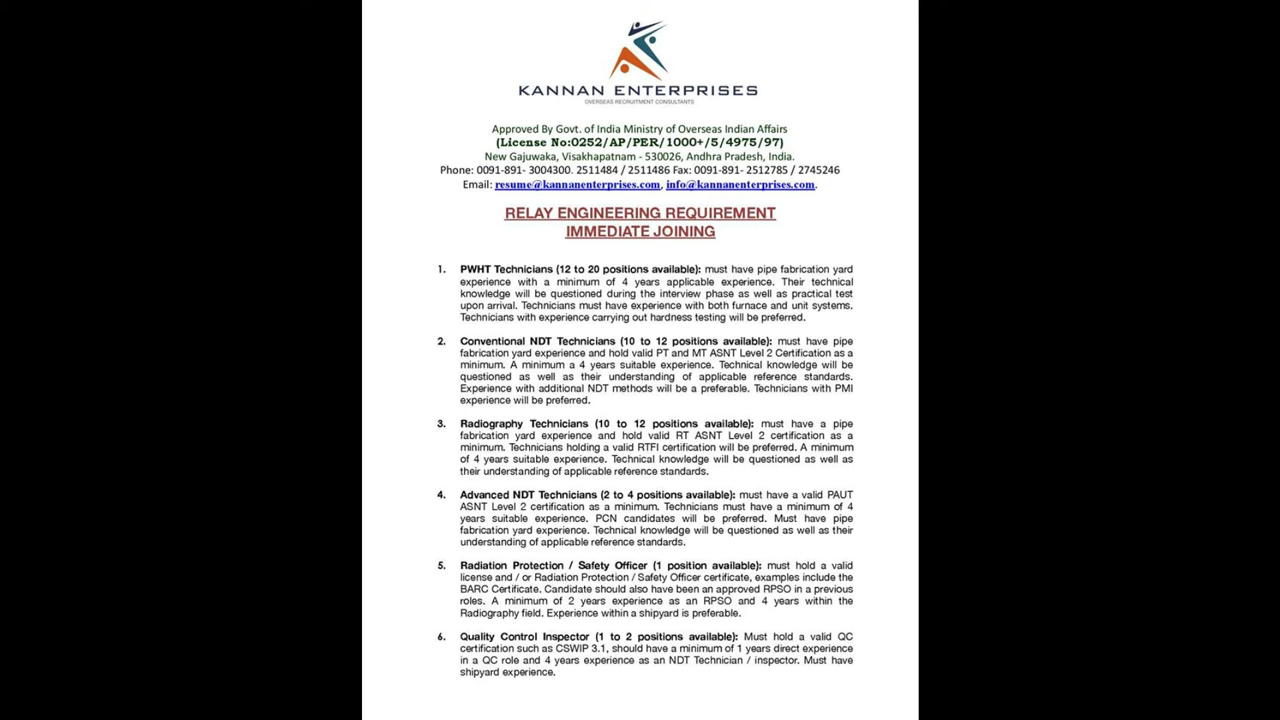 KANNAN ENTERPRISES
OVERSEAS RECRUITMENT CONSULTANTS
Approved By Govt. of India Ministry of Overseas Indian Affairs
(License No:0252/AP/PER/1000+/5/4975/97)
New Gajuwaka, Visakhapatnam - 530026, Andhra Pradesh, India.
Phone: 0091-891- 3004300. 2511484 / 2511486 Fax: 0091-891- 2512785 / 2745246
Email: resume@kannanenterprises.com, info@kannanenterprises.com.
RELAY ENGINEERING REQUIREMENT
IMMEDIATE JOINING
1. PWHT Technicians (12 to 20 positions available): must have pipe fabrication yard
experience with a minimum of 4 years applicable experience. Their technical
knowledge will be questioned during the interview phase as well as practical test
upon arrival. Technicians must have experience with both furnace and unit systems.
Technicians with experience carrying out hardness testing will be preferred.
2. Conventional NDT Technicians (10 to 12 positions available): must have pipe
fabrication yard experience and hold valid PT and MT ASNT Level 2 Certification as a
minimum. A minimum a 4 years suitable experience. Technical knowledge will be
questioned as well as their understanding of applicable reference standards.
Experience with additional NDT methods will be a preferable. Technicians with PMI
experience will be preferred.
3. Radiography Technicians (10 to 12 positions available): must have a pipe
fabrication yard experience and hold valid RT ASNT Level 2 certification as a
minimum. Technicians holding a valid RTFI certification will be preferred. A minimum
of 4 years suitable experience. Technical knowledge will be questioned as well as
their understanding of applicable reference standards.
4. Advanced NDT Technicians (2 to 4 positions available): must have a valid PAUT
ASNT Level 2 certification as a minimum. Technicians must have a minimum of 4
years suitable experience. PCN candidates will be preferred. Must have pipe
fabrication yard experience. Technical knowledge will be questioned as well as their
understanding of applicable reference standards.
5. Radiation Protection / Safety Officer (1 position available): must hold a valid
license and / or Radiation Protection / Safety Officer certificate, examples include the
BARC Certificate. Candidate should also have been an approved RPSO in a previous
roles. A minimum of 2 years experience as an RPSO and 4 years within the
Radiography field. Experience within a shipyard is preferable.
6. Quality Control Inspector (1 to 2 positions available): Must hold a valid QC
certification such as CSWIP 3.1, should have a minimum of 1 years direct experience
in a QC role and 4 years experience as an NDT Technician / inspector. Must have
shipyard experience.